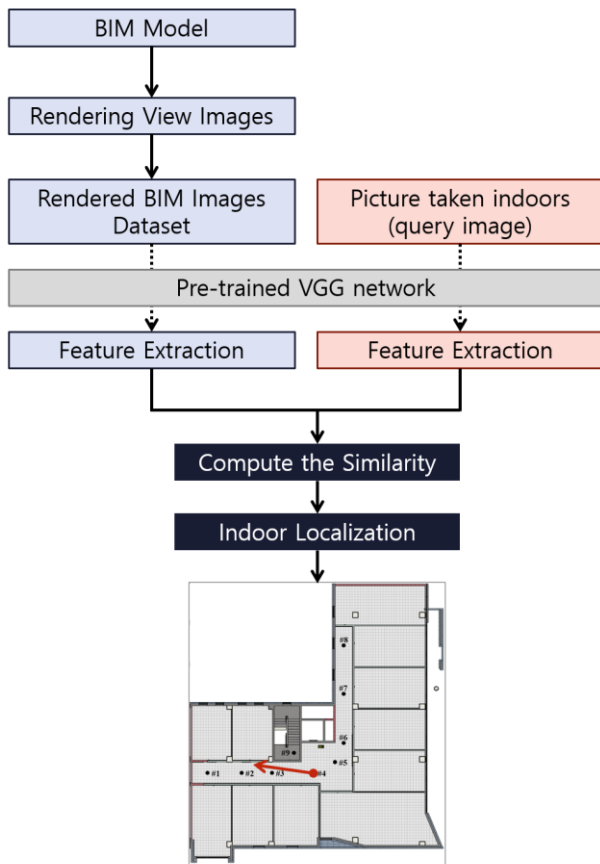 BIM Model
Rendering View Images
Rendered BIM Images
Dataset
Picture taken indoors
(query image)
Pre-trained VGG network
Feature Extraction
Feature Extraction
Compute the Similarity
Indoor Localization
#8
#7
#6
#9
#5
#1
#2
#3
#4